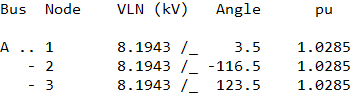 Bus  Node     VLN (kV)    Angle      pu
A .. 1        8.1943 /_     3.5    1.0285
   - 2        8.1943 /_ -116.5    1.0285
   - 3        8.1943 /_   123.5    1.0285